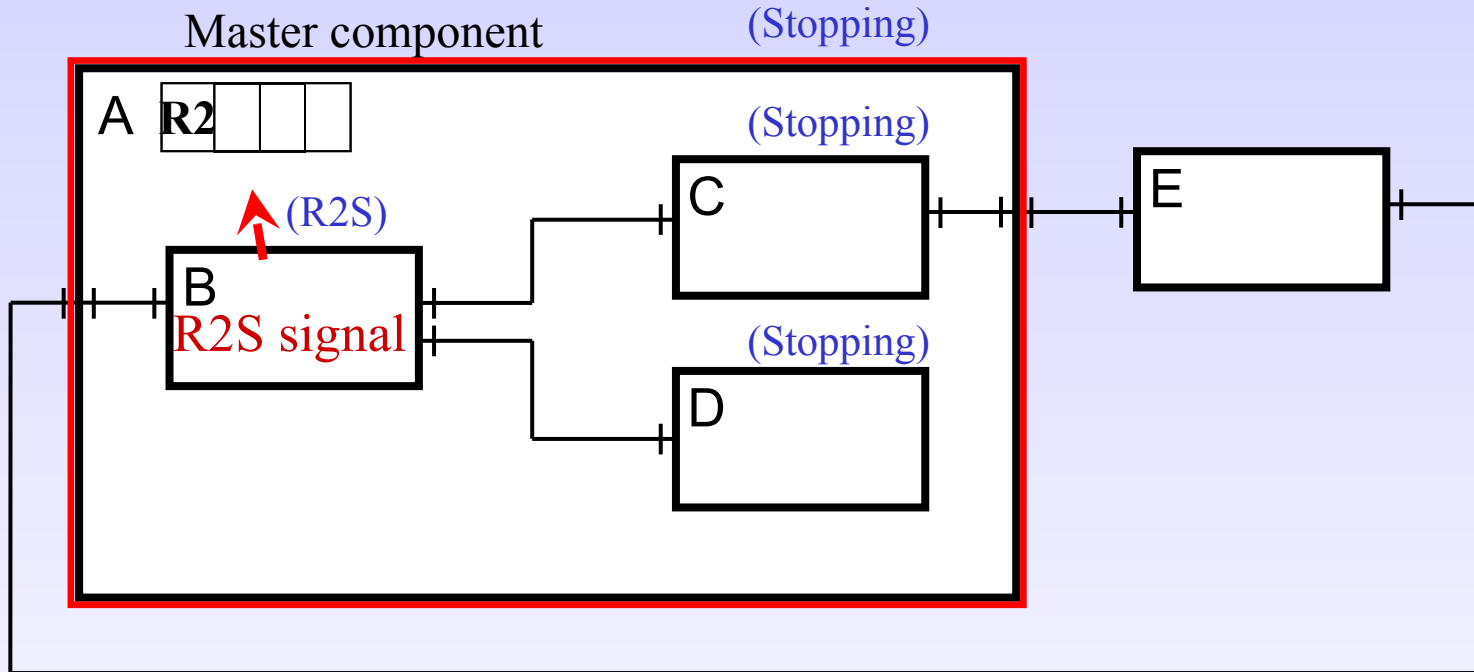 Master component
(Stopping)
A
R2
(Stopping)
C
E
(R2S)
B
R2S signal
(Stopping)
D